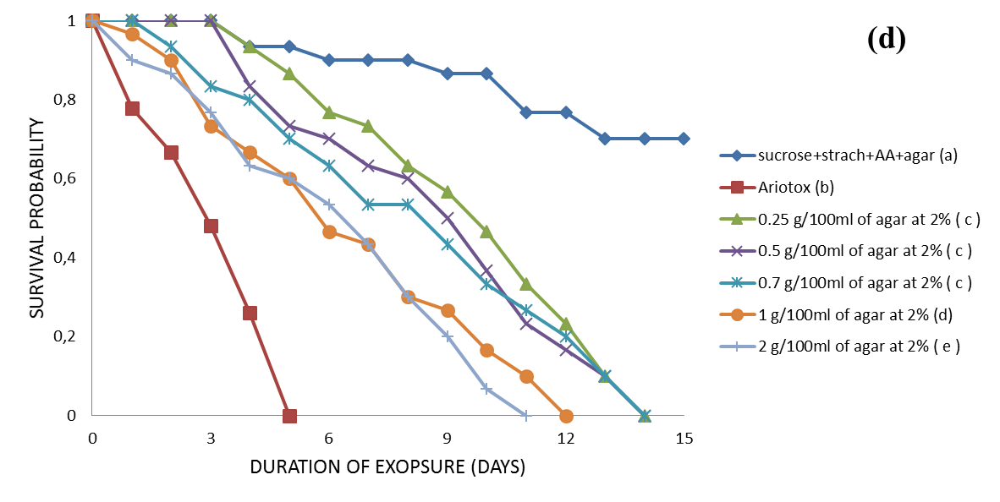 (d)
1
0,8
0,6
0,4
0,2
0
SURVIVAL PROBABILITY
0 3 6 9 12 15
DURATION OF EXOPSURE (DAYS)
sucrose+strach+AA+agar (a)
Ariotox (b)
0.25 g/100ml of agar at 2% ( c )
0.5 g/100ml of agar at 2% ( c )
0.7 g/100ml of agar at 2% ( c )
1 g/100ml of agar at 2% (d)
2 g/100ml of agar at 2% ( e )